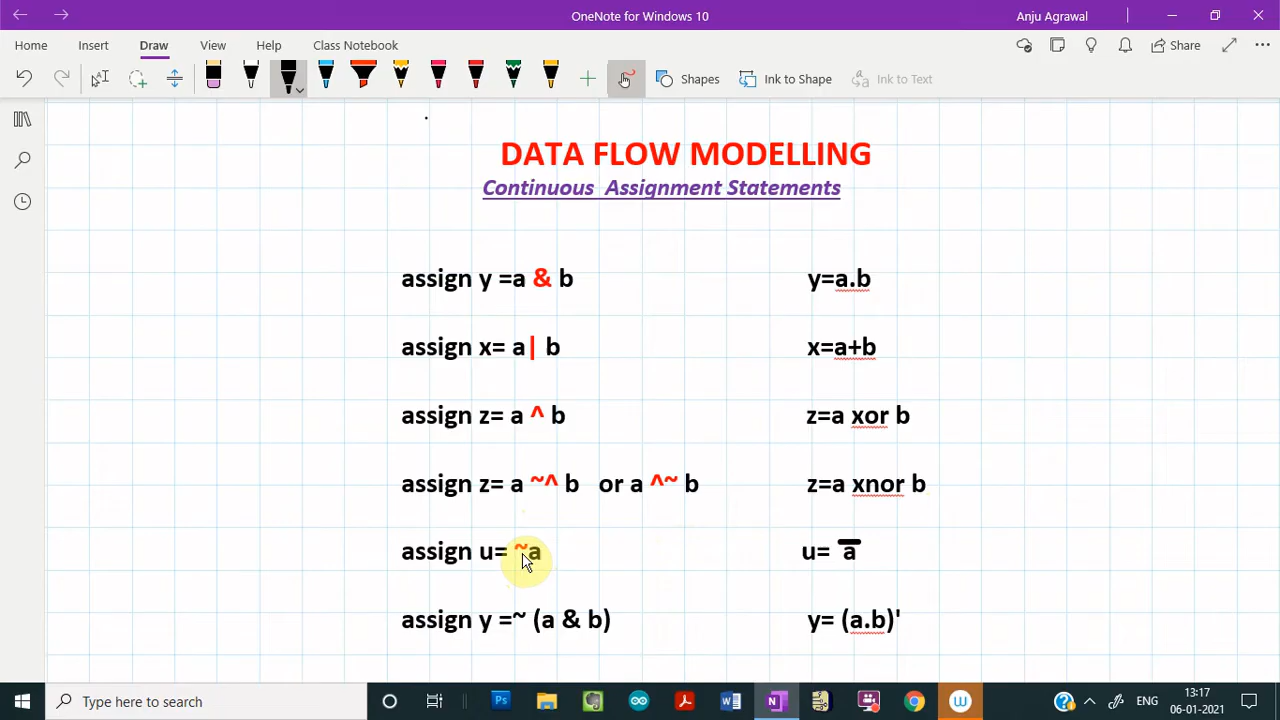 OneNote for Windows 10
Anju Agrawal
Home Insert Draw View Help Class Notebook
Share
Shapes Ink to Shape Ink to Text
DATA FLOW MODELLING
Continuous Assignment Statements
assign y =a & b y=a.b
assign x= a| b x=a+b
assign z= a ^ b z=a xor b
assign z= a ~^ b or a ^~ b z=a xnor b
assign u= ~a u= a̅
assign y =~ (a & b) y= (a.b)'
Type here to search
ENG
13:17
06-01-2021